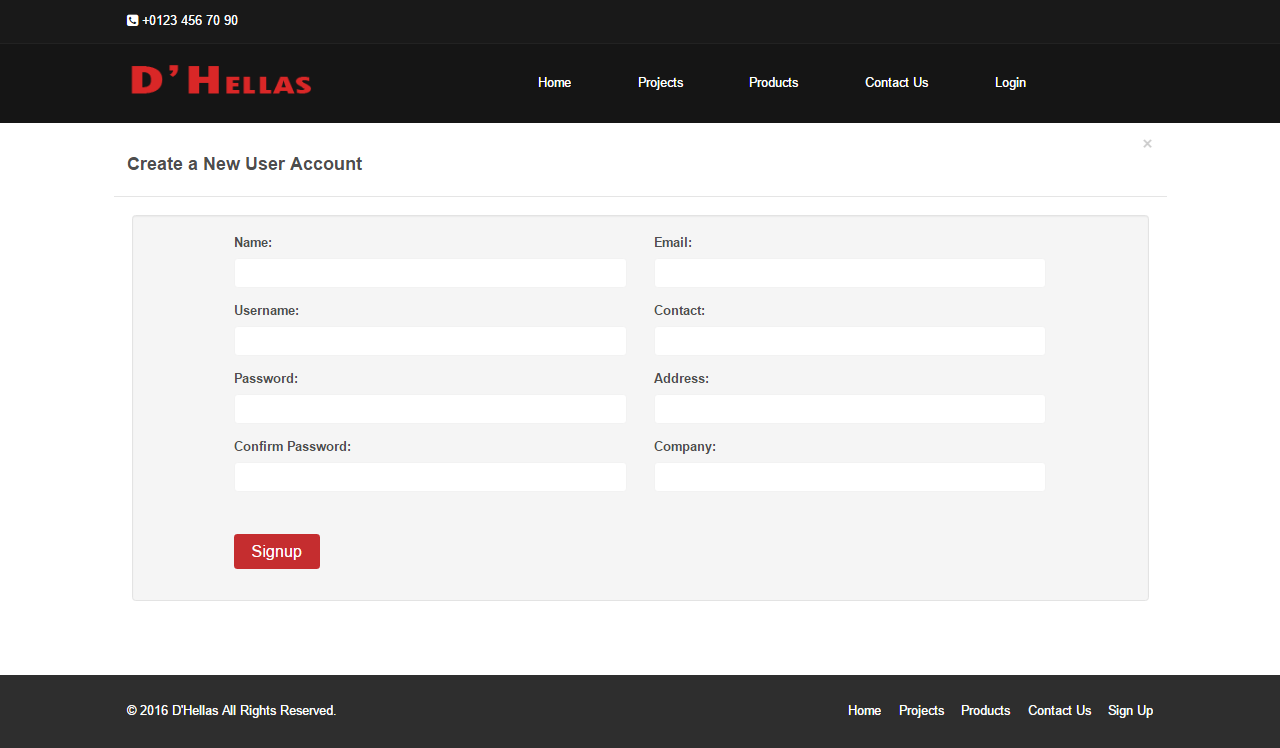 +0123 456 70 90
D'HELLAS
Home Projects Products Contact Us Login
×
Create a New User Account
Name: Email:
Username: Contact:
Password: Address:
Confirm Password: Company:
Signup
© 2016 D'Hellas All Rights Reserved. Home Projects Products Contact Us Sign Up